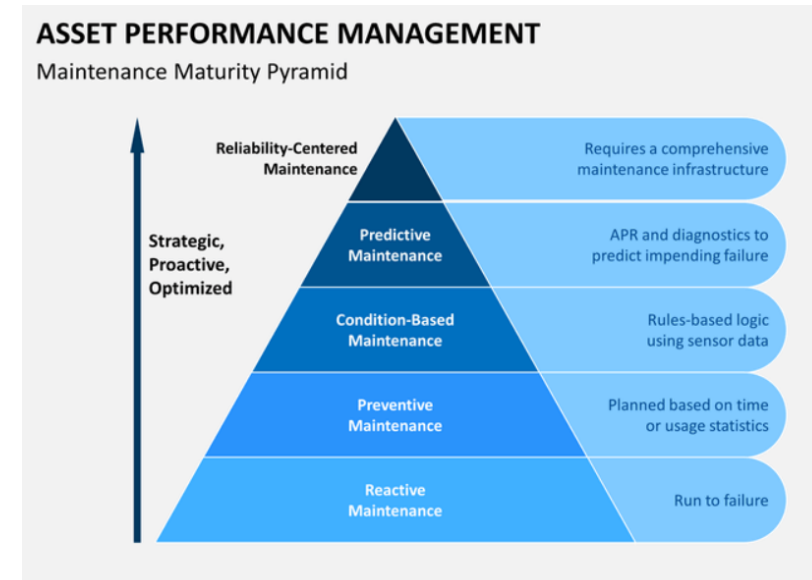 ASSET PERFORMANCE MANAGEMENT
Maintenance Maturity Pyramid
Reliability-Centered
Maintenance
Requires a comprehensive
maintenance infrastructure
Strategic,
Proactive,
Optimized
Predictive
Maintenance
APR and diagnostics to
predict impending failure
Condition-Based
Maintenance
Rules-based logic
using sensor data
Preventive
Maintenance
Planned based on time
or usage statistics
Reactive
Maintenance
Run to failure